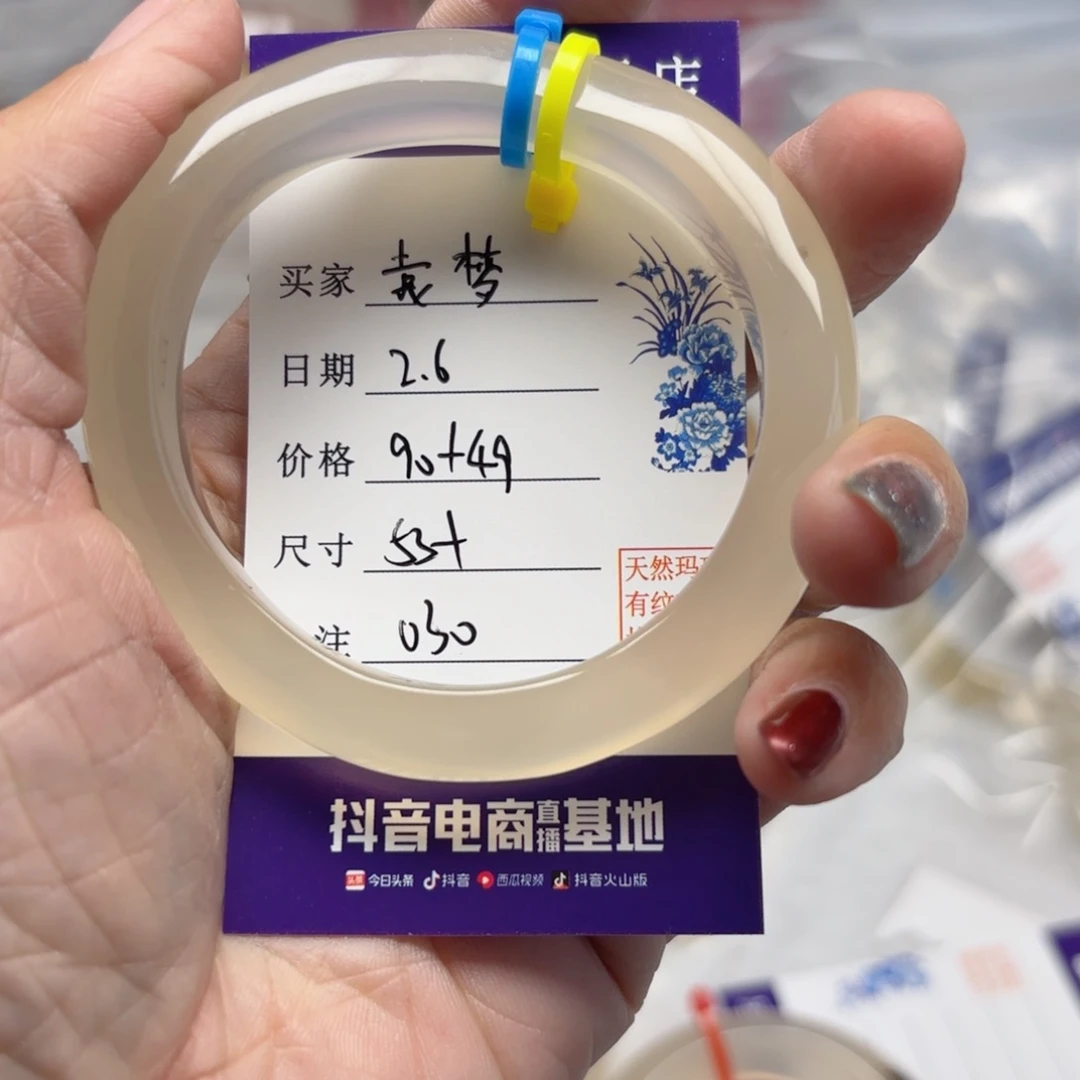 店
买家 梦
日期 2.6
价格 90+49
尺寸 53+
注 030
天然玛
有纹
抖音电商直播基地
今日头条 抖音 西瓜视频 抖音火山版